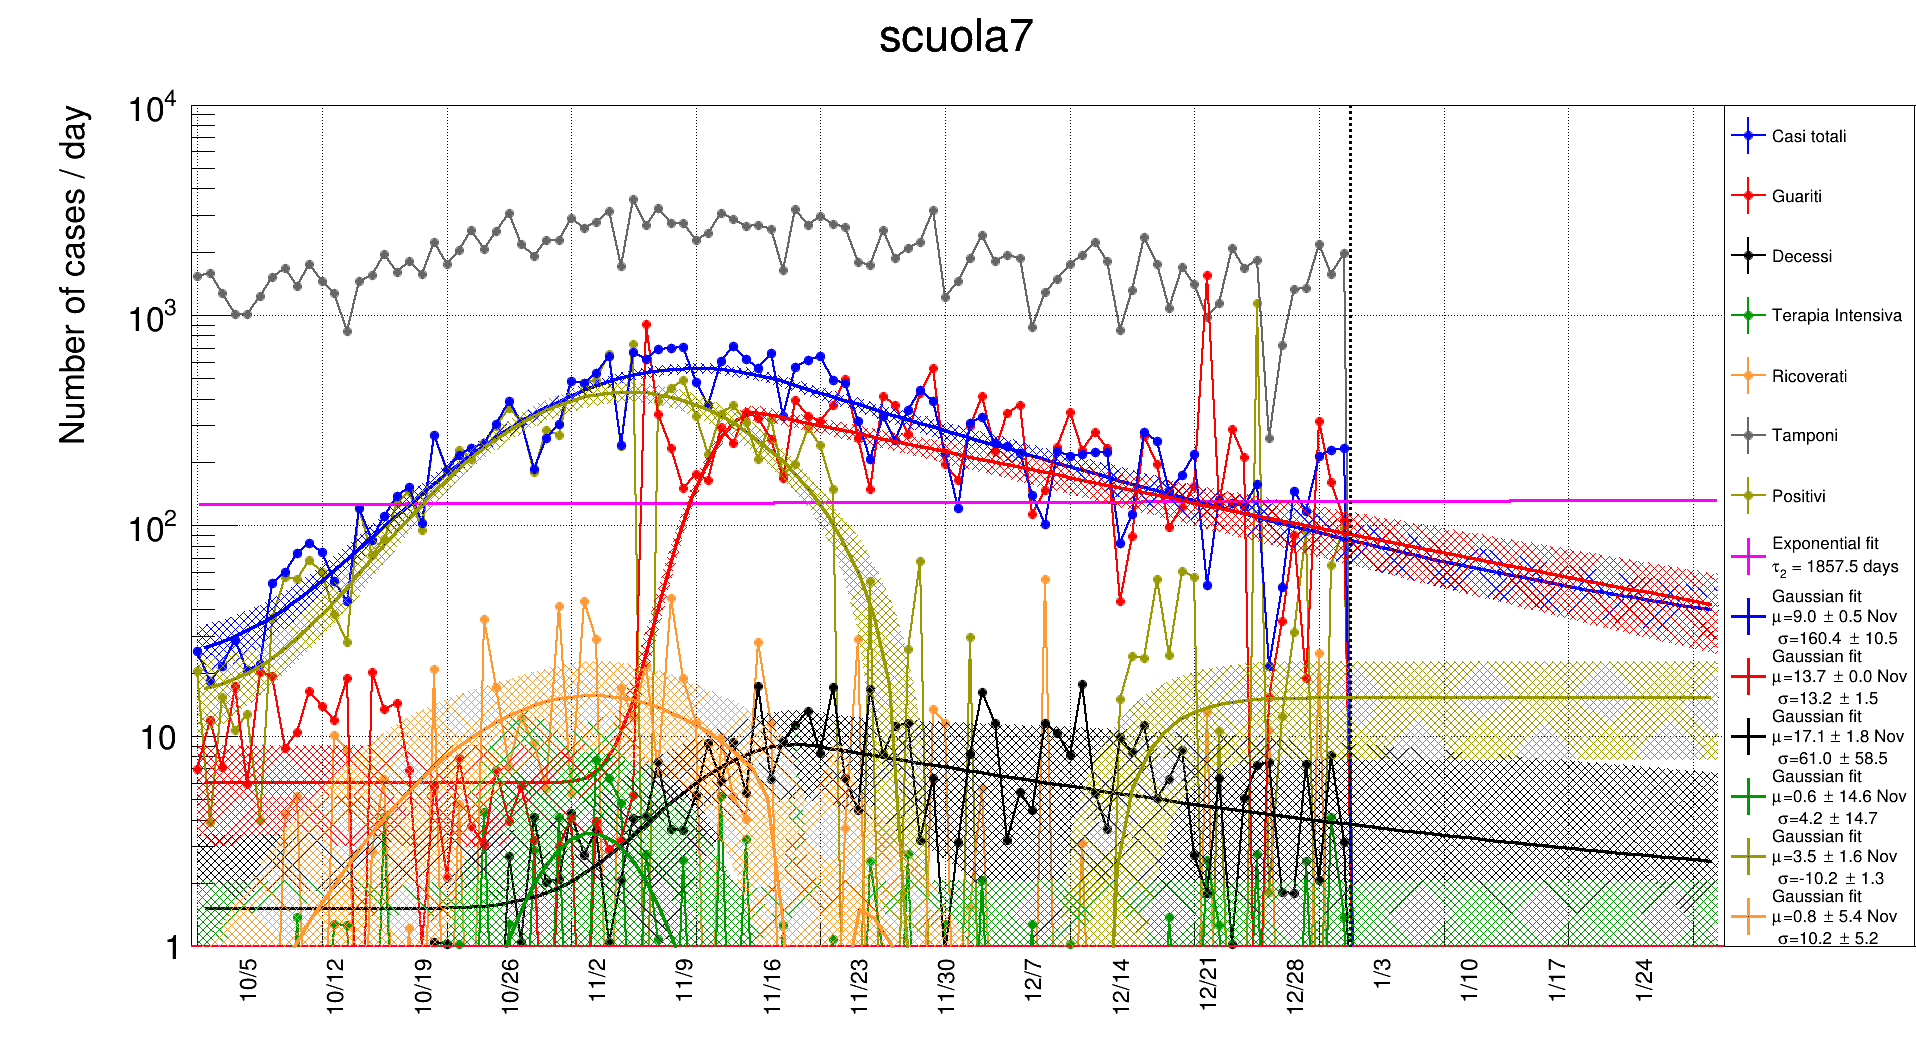 scuola7
Number of cases / day
10⁴
10³
10²
10
1
10/5
10/12
10/19
10/26
11/2
11/9
11/16
11/23
11/30
12/7
12/14
12/21
12/28
1/3
1/10
1/17
1/24
Casi totali
Guariti
Decessi
Terapia Intensiva
Ricoverati
Tamponi
Positivi
Exponential fit
τ₂ = 1857.5 days
Gaussian fit
μ=9.0 ± 0.5 Nov
σ=160.4 ± 10.5
Gaussian fit
μ=13.7 ± 0.0 Nov
σ=13.2 ± 1.5
Gaussian fit
μ=17.1 ± 1.8 Nov
σ=61.0 ± 58.5
Gaussian fit
μ=0.6 ± 14.6 Nov
σ=4.2 ± 14.7
Gaussian fit
μ=3.5 ± 1.6 Nov
σ=-10.2 ± 1.3
Gaussian fit
μ=0.8 ± 5.4 Nov
σ=10.2 ± 5.2